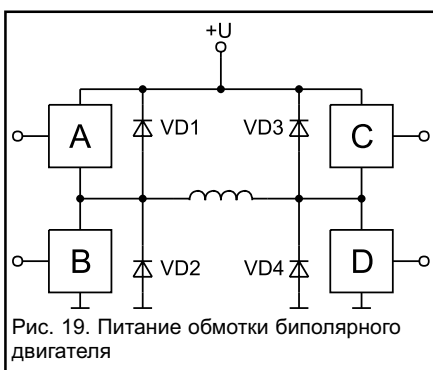 +U
A
VD1
VD3
C
B
VD2
VD4
D
Рис. 19. Питание обмотки биполярного
двигателя